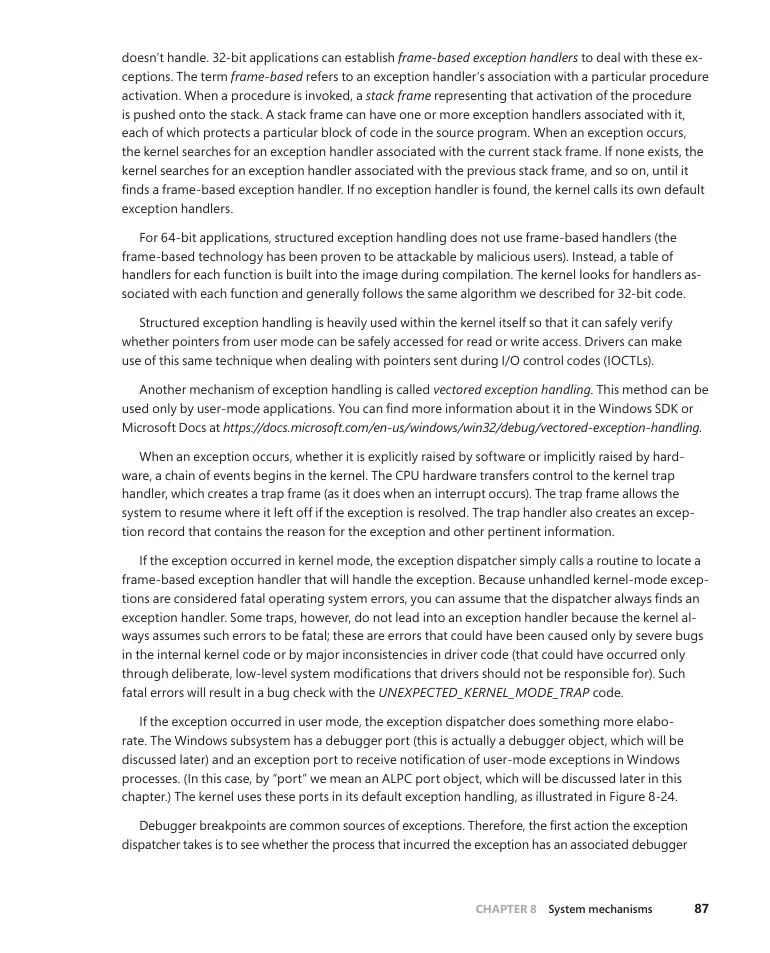 doesn't handle. 32-bit applications can establish frame-based exception handlers to deal with these ex-
ceptions. The term frame-based refers to an exception handler's association with a particular procedure
activation. When a procedure is invoked, a stack frame representing that activation of the procedure
is pushed onto the stack. A stack frame can have one or more exception handlers associated with it,
each of which protects a particular block of code in the source program. When an exception occurs,
the kernel searches for an exception handler associated with the current stack frame. If none exists, the
kernel searches for an exception handler associated with the previous stack frame, and so on, until it
finds a frame-based exception handler. If no exception handler is found, the kernel calls its own default
exception handlers.
For 64-bit applications, structured exception handling does not use frame-based handlers (the
frame-based technology has been proven to be attackable by malicious users). Instead, a table of
handlers for each function is built into the image during compilation. The kernel looks for handlers as-
sociated with each function and generally follows the same algorithm we described for 32-bit code.
Structured exception handling is heavily used within the kernel itself so that it can safely verify
whether pointers from user mode can be safely accessed for read or write access. Drivers can make
use of this same technique when dealing with pointers sent during I/O control codes (IOCTLs).
Another mechanism of exception handling is called vectored exception handling. This method can be
used only by user-mode applications. You can find more information about it in the Windows SDK or
Microsoft Docs at https://docs.microsoft.com/en-us/windows/win32/debug/vectored-exception-handling.
When an exception occurs, whether it is explicitly raised by software or implicitly raised by hard-
ware, a chain of events begins in the kernel. The CPU hardware transfers control to the kernel trap
handler, which creates a trap frame (as it does when an interrupt occurs). The trap frame allows the
system to resume where it left off if the exception is resolved. The trap handler also creates an excep-
tion record that contains the reason for the exception and other pertinent information.
If the exception occurred in kernel mode, the exception dispatcher simply calls a routine to locate a
frame-based exception handler that will handle the exception. Because unhandled kernel-mode excep-
tions are considered fatal operating system errors, you can assume that the dispatcher always finds an
exception handler. Some traps, however, do not lead into an exception handler because the kernel al-
ways assumes such errors to be fatal; these are errors that could have been caused only by severe bugs
in the internal kernel code or by major inconsistencies in driver code (that could have occurred only
through deliberate, low-level system modifications that drivers should not be responsible for). Such
fatal errors will result in a bug check with the UNEXPECTED_KERNEL_MODE_TRAP code.
If the exception occurred in user mode, the exception dispatcher does something more elabo-
rate. The Windows subsystem has a debugger port (this is actually a debugger object, which will be
discussed later) and an exception port to receive notification of user-mode exceptions in Windows
processes. (In this case, by "port" we mean an ALPC port object, which will be discussed later in this
chapter.) The kernel uses these ports in its default exception handling, as illustrated in Figure 8-24.
Debugger breakpoints are common sources of exceptions. Therefore, the first action the exception
dispatcher takes is to see whether the process that incurred the exception has an associated debugger
CHAPTER 8 System mechanisms 87